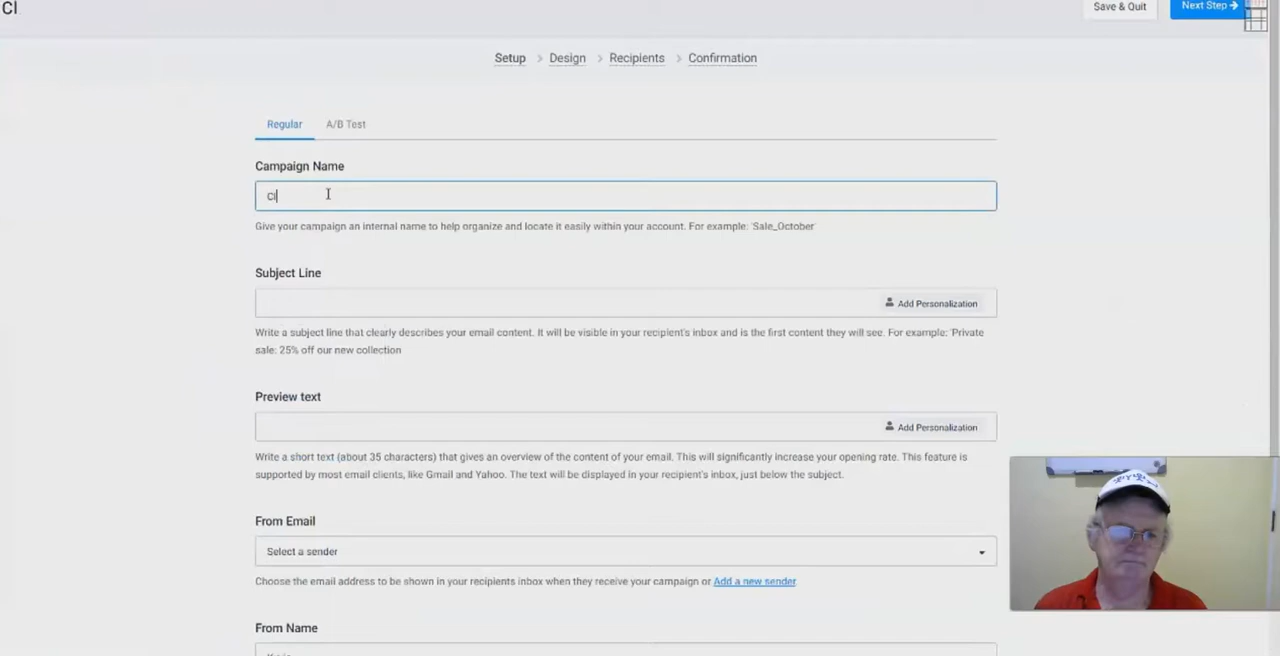 Cl
Save & Quit
Next Step →
Setup > Design > Recipients > Confirmation
Regular A/B Test
Campaign Name
Cl
Give your campaign an internal name to help organize and locate it easily within your account. For example: 'Sale_October'
Subject Line
Add Personalization
Write a subject line that clearly describes your email content. It will be visible in your recipient's inbox and is the first content they will see. For example: 'Private
sale: 25% off our new collection
Preview text
Add Personalization
Write a short text (about 35 characters) that gives an overview of the content of your email. This will significantly increase your opening rate. This feature is
supported by most email clients, like Gmail and Yahoo. The text will be displayed in your recipient's inbox, just below the subject.
From Email
Select a sender
Choose the email address to be shown in your recipients inbox when they receive your campaign or Add a new sender
From Name